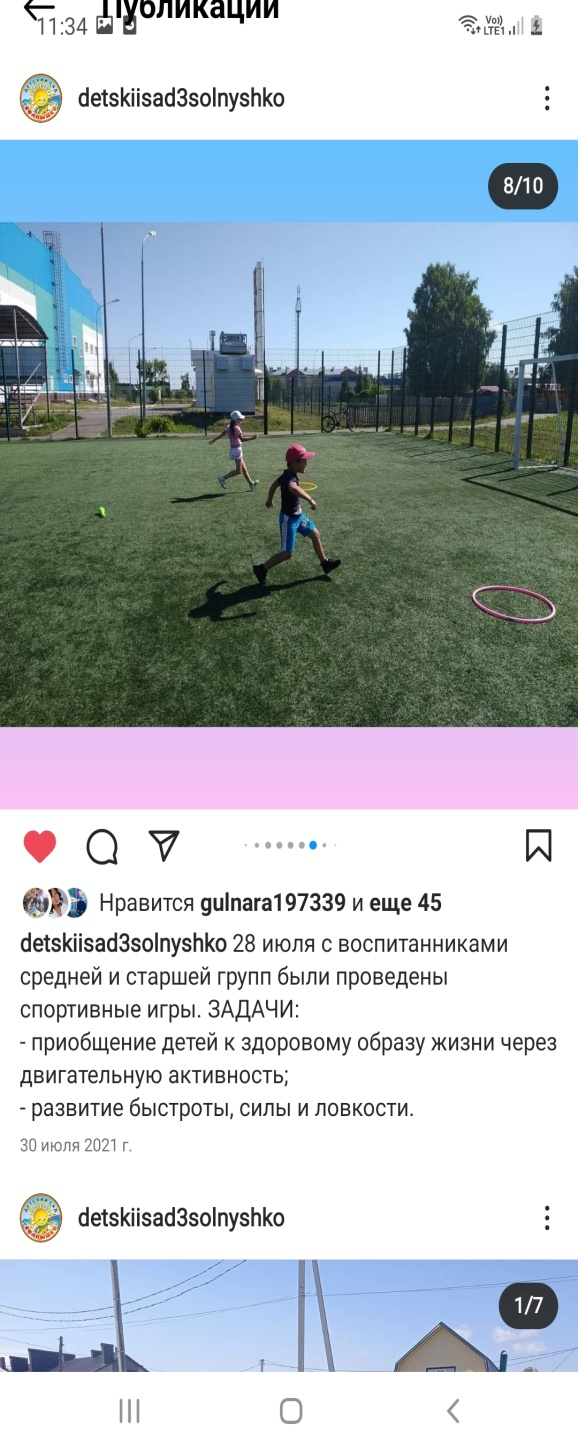 Публикации
11:34
Vo)) LTE1
detskiisad3solnyshko
8/10
Нравится gulnara197339 и еще 45
detskiisad3solnyshko 28 июля с воспитанниками
средней и старшей групп были проведены
спортивные игры. ЗАДАЧИ:
- приобщение детей к здоровому образу жизни через
двигательную активность;
- развитие быстроты, силы и ловкости.
30 июля 2021 г.
detskiisad3solnyshko
1/7